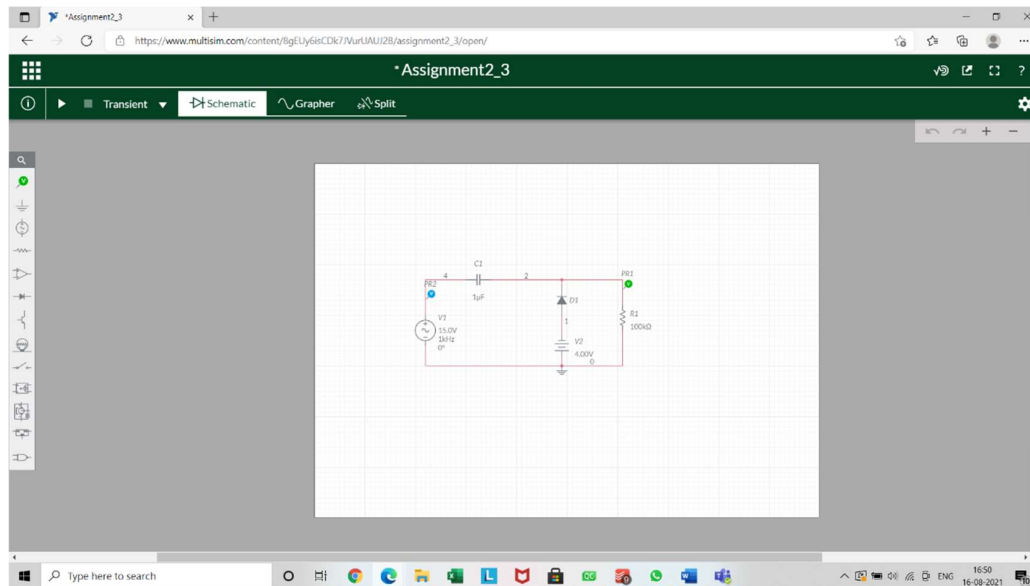 *Assignment2_3
https://www.multisim.com/content/8gEUy6isCDk7JVurUAUJ2B/assignment2_3/open/
*Assignment2_3
Transient
Schematic
Grapher
Split
C1
4
2
1µF
PR2
PR1
V1
15.0V
1kHz
0°
D1
1
V2
4.00V
0
R1
100kΩ
Type here to search
ENG
16:50
16-08-2021